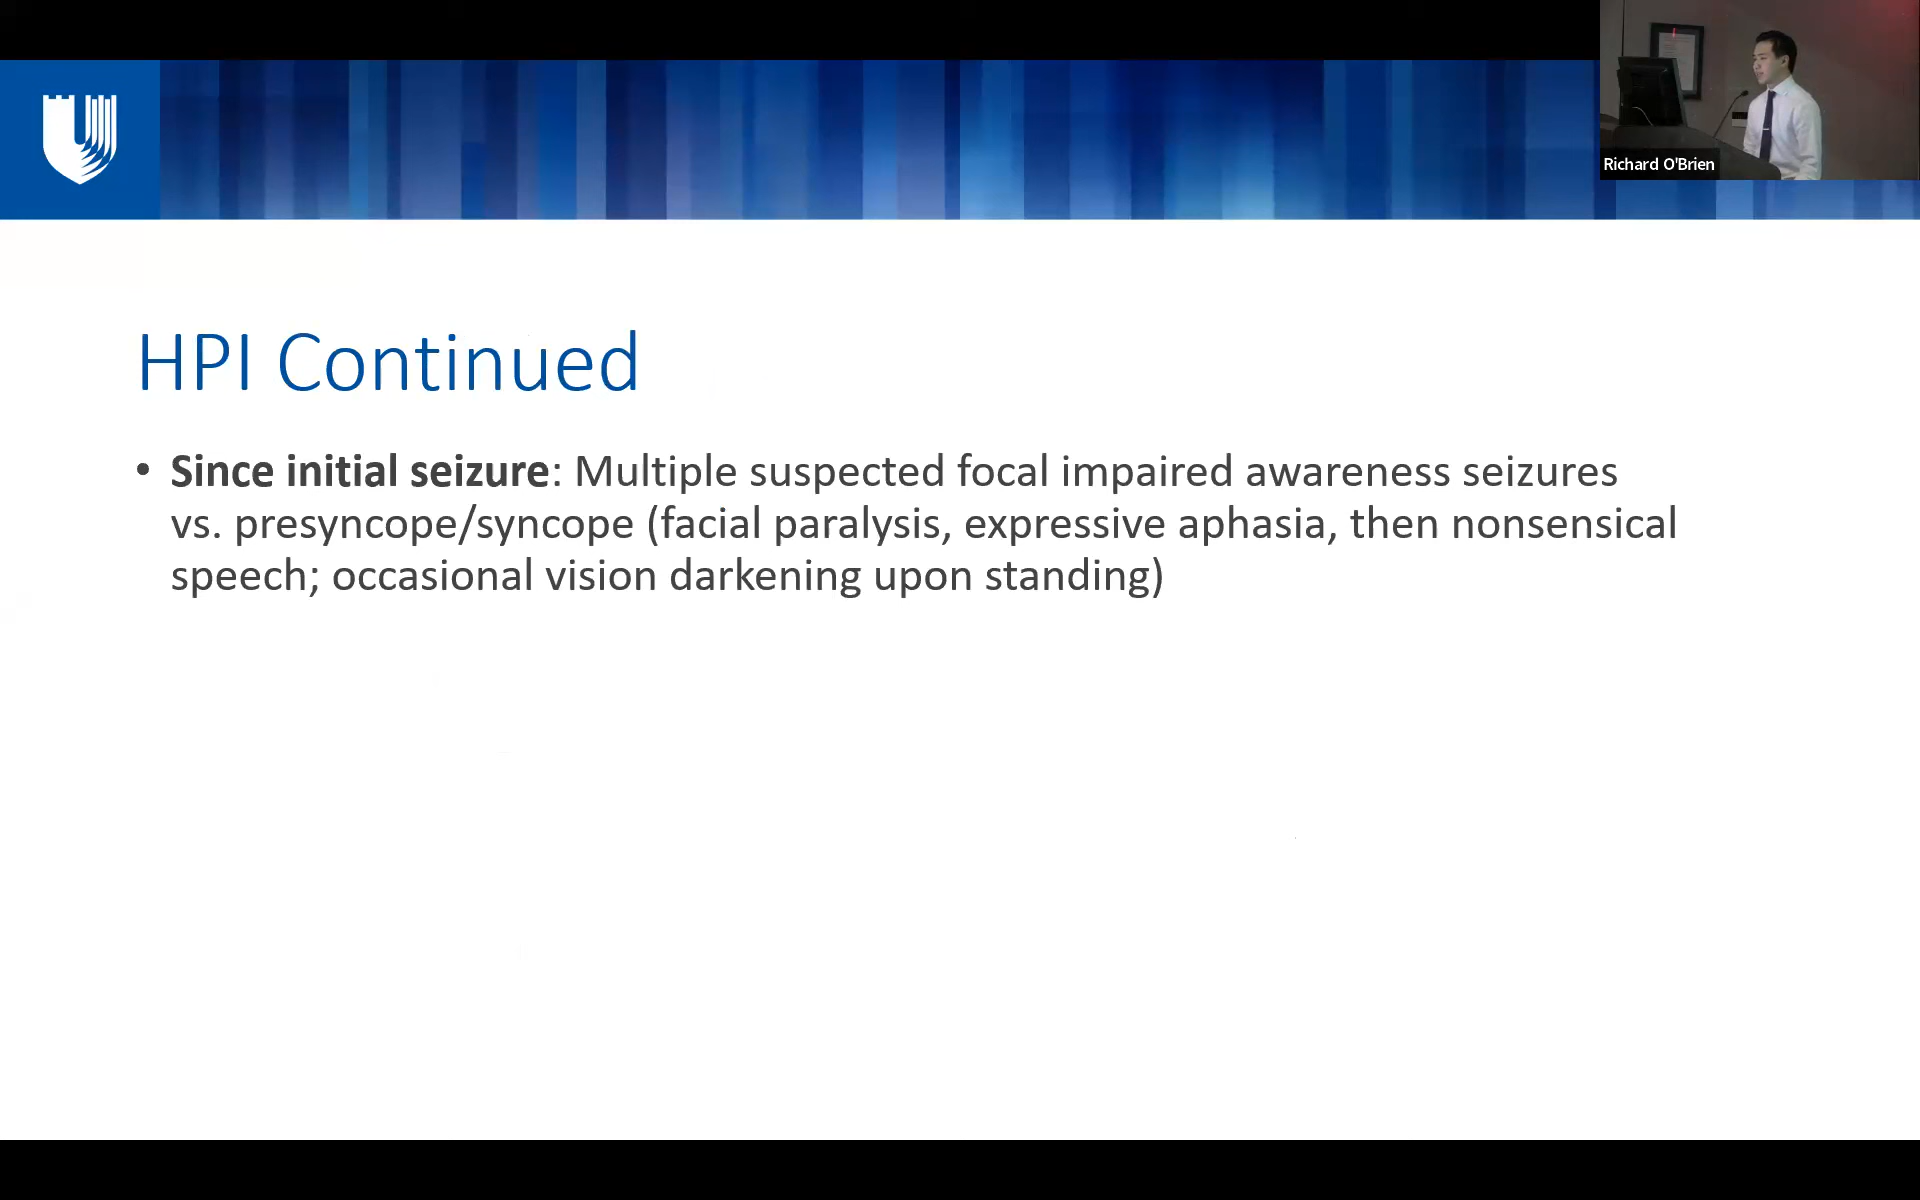 Richard O'Brien
HPI Continued
• Since initial seizure: Multiple suspected focal impaired awareness seizures
vs. presyncope/syncope (facial paralysis, expressive aphasia, then nonsensical
speech; occasional vision darkening upon standing)